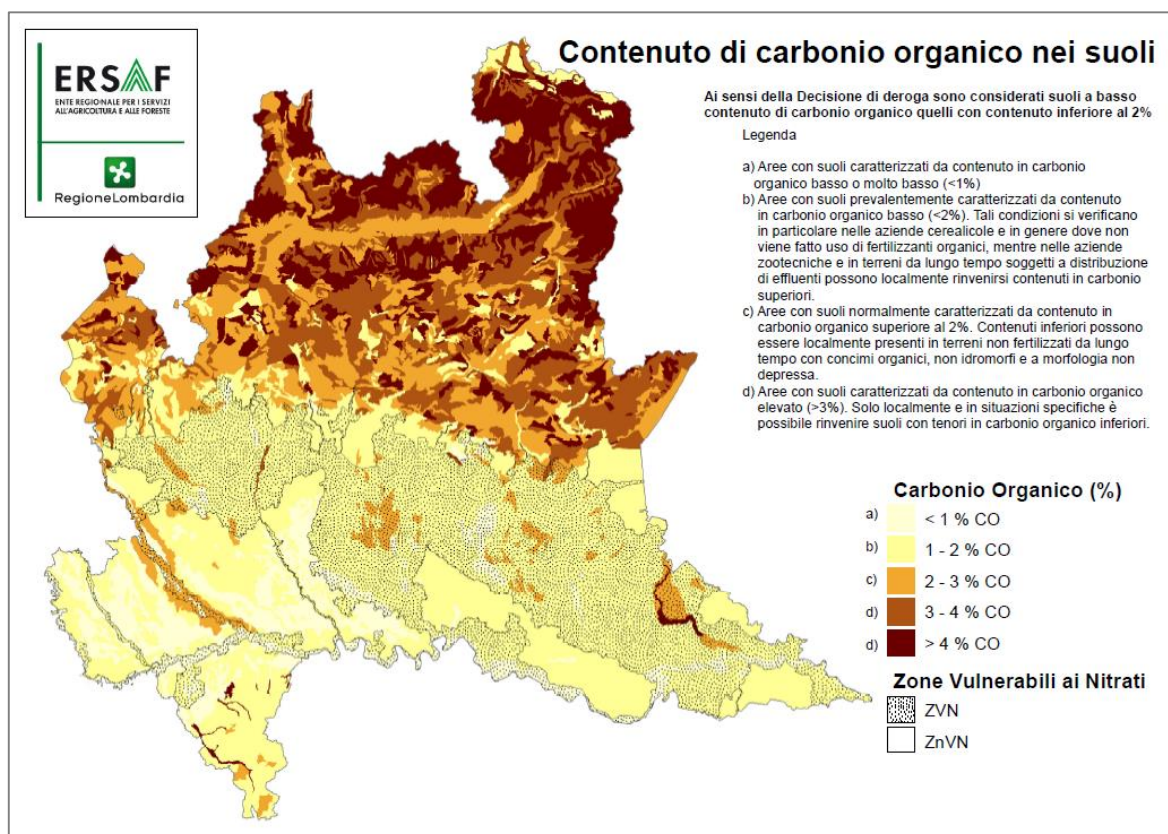 ERSAF
ENTE REGIONALE PER I SERVIZI
ALL'AGRICOLTURA E ALLE FORESTE
RegioneLombardia
Contenuto di carbonio organico nei suoli
Ai sensi della Decisione di deroga sono considerati suoli a basso
contenuto di carbonio organico quelli con contenuto inferiore al 2%
Legenda
a) Aree con suoli caratterizzati da contenuto in carbonio
organico basso o molto basso (<1%)
b) Aree con suoli prevalentemente caratterizzati da contenuto
in carbonio organico basso (<2%). Tali condizioni si verificano
in particolare nelle aziende cerealicole e in genere dove non
viene fatto uso di fertilizzanti organici, mentre nelle aziende
zootecniche e in terreni da lungo tempo soggetti a distribuzione
di effluenti possono localmente rinvenirsi contenuti in carbonio
superiori.
c) Aree con suoli normalmente caratterizzati da contenuto in
carbonio organico superiore al 2%. Contenuti inferiori possono
essere localmente presenti in terreni non fertilizzati da lungo
tempo con concimi organici, non idromorfi e a morfologia non
depressa.
d) Aree con suoli caratterizzati da contenuto in carbonio organico
elevato (>3%). Solo localmente e in situazioni specifiche è
possibile rinvenire suoli con tenori in carbonio organico inferiori.
Carbonio Organico (%)
a) < 1 % CO
b) 1 - 2 % CO
c) 2 - 3 % CO
d) 3 - 4 % CO
d) > 4 % CO
Zone Vulnerabili ai Nitrati
ZVN
ZnVN